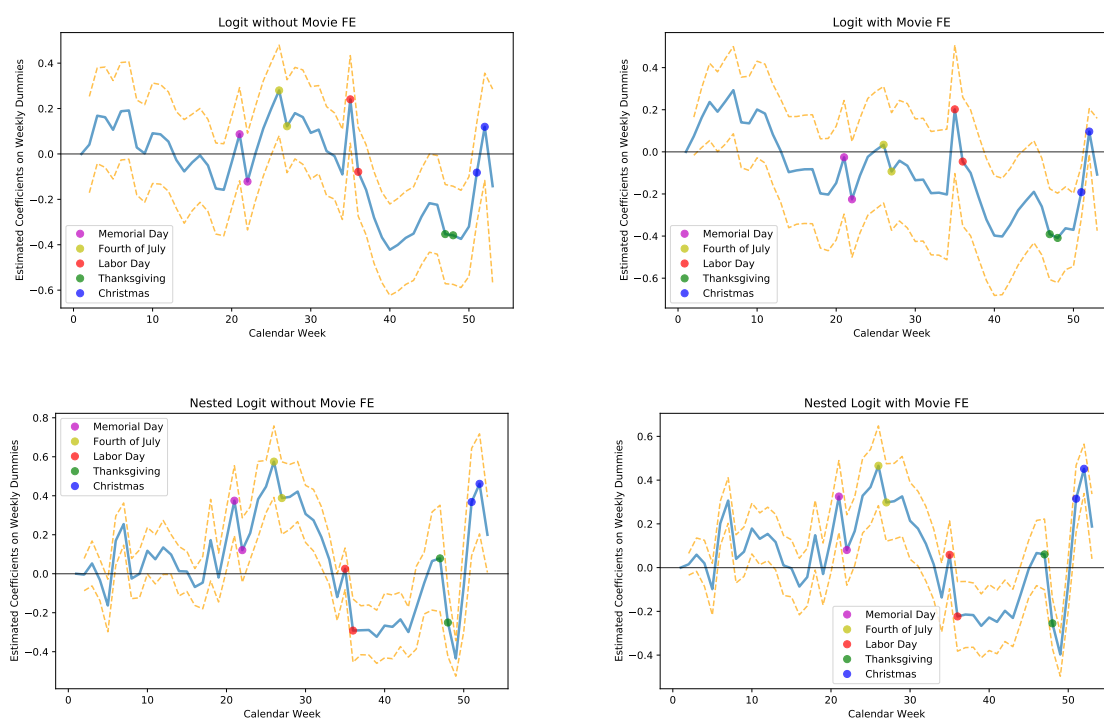 Logit without Movie FE
Estimated Coefficients on Weekly Dummies
0.4
0.2
0.0
−0.2
−0.4
−0.6
Memorial Day
Fourth of July
Labor Day
Thanksgiving
Christmas
0 10 20 30 40 50
Calendar Week
Logit with Movie FE
Estimated Coefficients on Weekly Dummies
0.4
0.2
0.0
−0.2
−0.4
−0.6
Memorial Day
Fourth of July
Labor Day
Thanksgiving
Christmas
0 10 20 30 40 50
Calendar Week
Nested Logit without Movie FE
Estimated Coefficients on Weekly Dummies
0.8
0.6
0.4
0.2
0.0
−0.2
−0.4
Memorial Day
Fourth of July
Labor Day
Thanksgiving
Christmas
0 10 20 30 40 50
Calendar Week
Nested Logit with Movie FE
Estimated Coefficients on Weekly Dummies
0.6
0.4
0.2
0.0
−0.2
−0.4
Memorial Day
Fourth of July
Labor Day
Thanksgiving
Christmas
0 10 20 30 40 50
Calendar Week